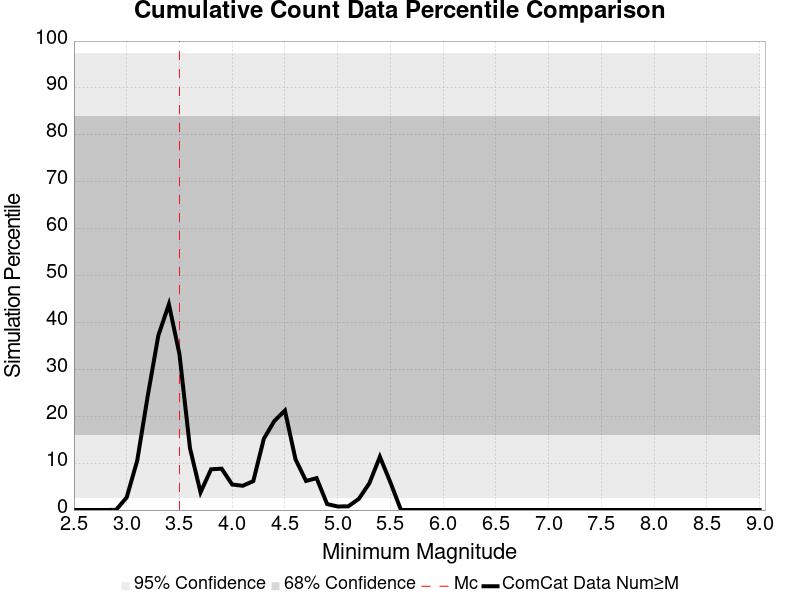 Cumulative Count Data Percentile Comparison
100
90
80
70
60
50
40
30
20
10
0
Simulation Percentile
2.5 3.0 3.5 4.0 4.5 5.0 5.5 6.0 6.5 7.0 7.5 8.0 8.5 9.0
Minimum Magnitude
95% Confidence 68% Confidence Mc ComCat Data Num≥M